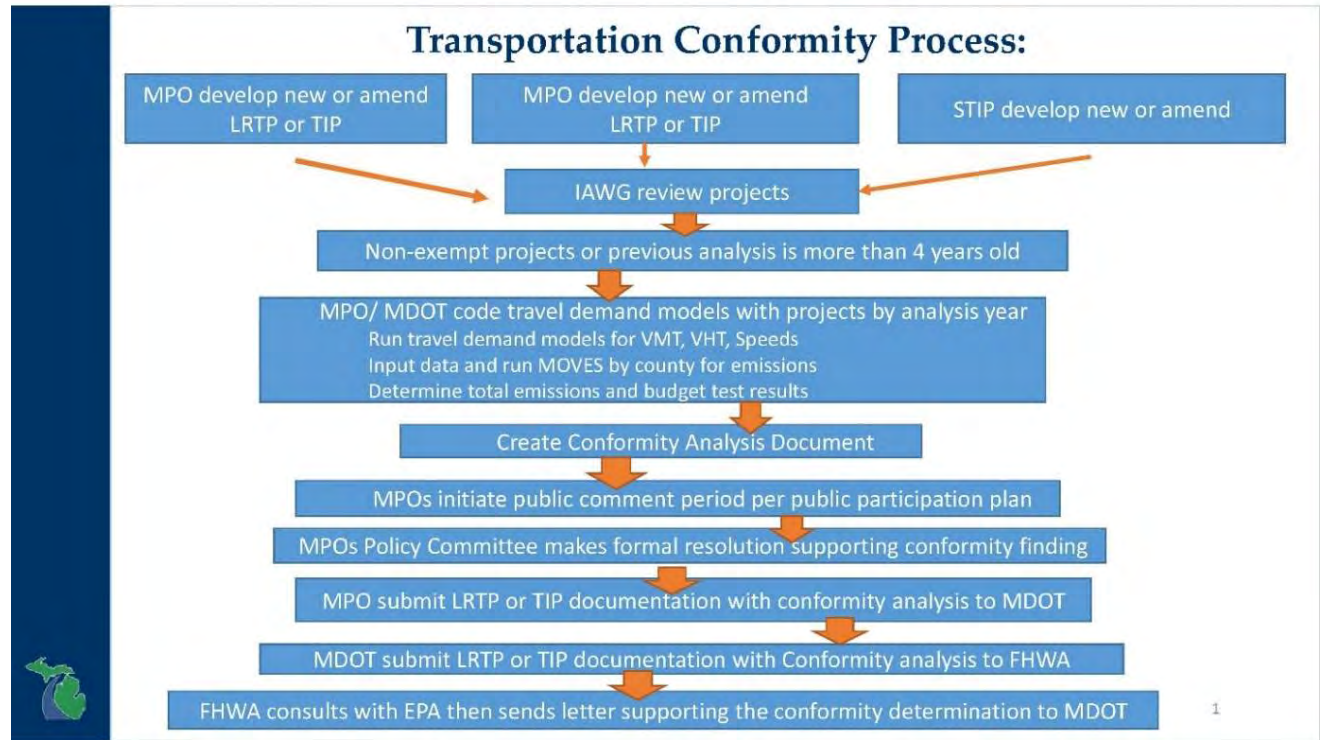 Transportation Conformity Process:
MPO develop new or amend
LRTP or TIP
MPO develop new or amend
LRTP or TIP
STIP develop new or amend
IAWG review projects
Non-exempt projects or previous analysis is more than 4 years old
MPO/ MDOT code travel demand models with projects by analysis year
Run travel demand models for VMT, VHT, Speeds
Input data and run MOVES by county for emissions
Determine total emissions and budget test results
Create Conformity Analysis Document
MPOs initiate public comment period per public participation plan
MPOs Policy Committee makes formal resolution supporting conformity finding
MPO submit LRTP or TIP documentation with conformity analysis to MDOT
MDOT submit LRTP or TIP documentation with Conformity analysis to FHWA
FHWA consults with EPA then sends letter supporting the conformity determination to MDOT
1